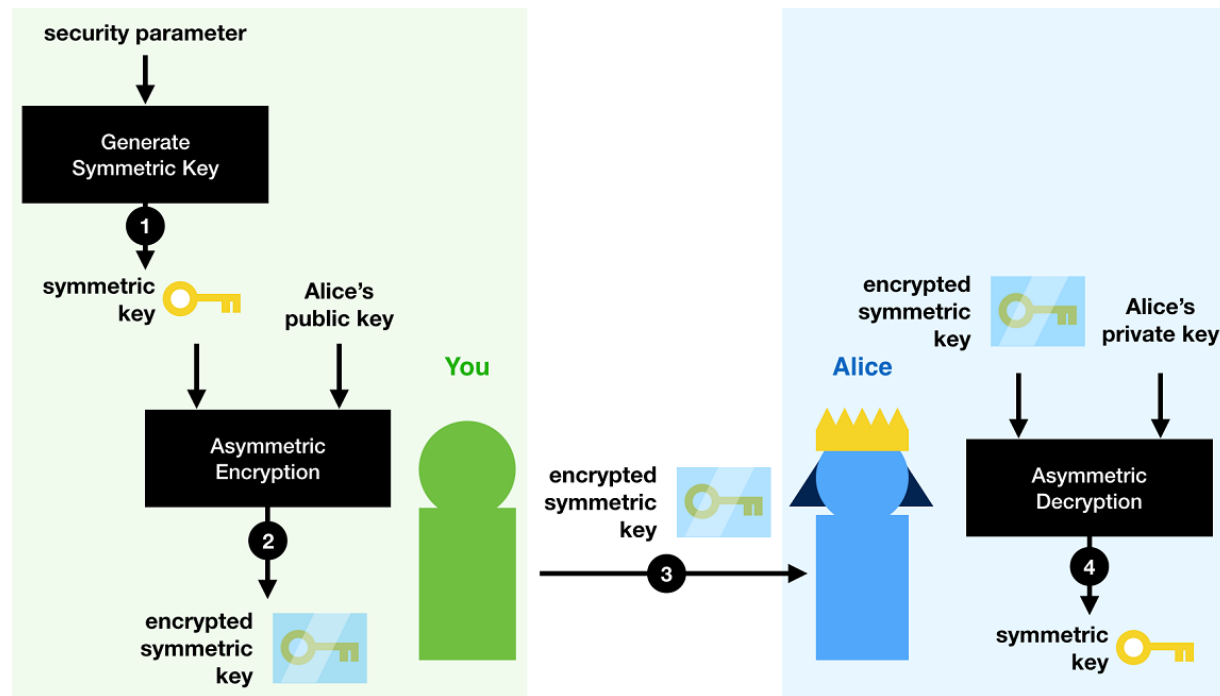 security parameter
Generate
Symmetric Key
1
symmetric
key
Alice's
public key
You
Asymmetric
Encryption
2
encrypted
symmetric
key
encrypted
symmetric
key
3
Alice
encrypted
symmetric
key
Alice's
private key
Asymmetric
Decryption
4
symmetric
key